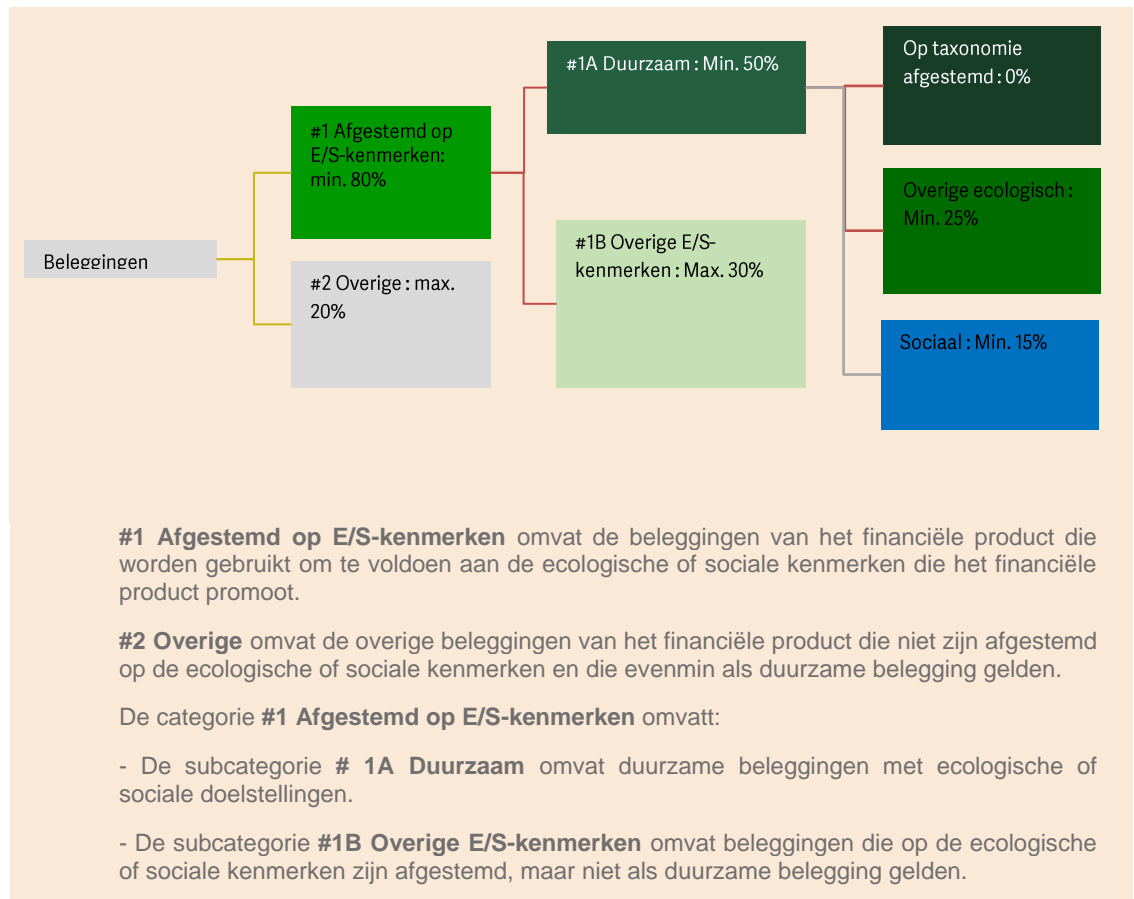 Beleggingen
#1 Afgestemd op
E/S-kenmerken:
min. 80%
#2 Overige : max.
20%
#1A Duurzaam : Min. 50%
#1B Overige E/S-
kenmerken : Max. 30%
Op taxonomie
afgestemd : 0%
Overige ecologisch :
Min. 25%
Sociaal : Min. 15%
#1 Afgestemd op E/S-kenmerken omvat de beleggingen van het financiële product die
worden gebruikt om te voldoen aan de ecologische of sociale kenmerken die het financiële
product promoot.
#2 Overige omvat de overige beleggingen van het financiële product die niet zijn afgestemd
op de ecologische of sociale kenmerken en die evenmin als duurzame belegging gelden.
De categorie #1 Afgestemd op E/S-kenmerken omvatt:
- De subcategorie # 1A Duurzaam omvat duurzame beleggingen met ecologische of
sociale doelstellingen.
- De subcategorie #1B Overige E/S-kenmerken omvat beleggingen die op de ecologische
of sociale kenmerken zijn afgestemd, maar niet als duurzame belegging gelden.